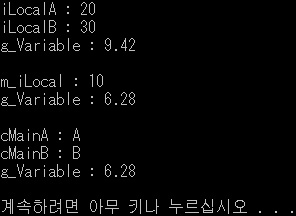 iLocalA : 20
iLocalB : 30
g_Variable : 9.42
m_iLocal : 10
g_Variable : 6.28
cMainA : A
cMainB : B
g_Variable : 6.28
계속하려면 아무 키나 누르십시오 . . .